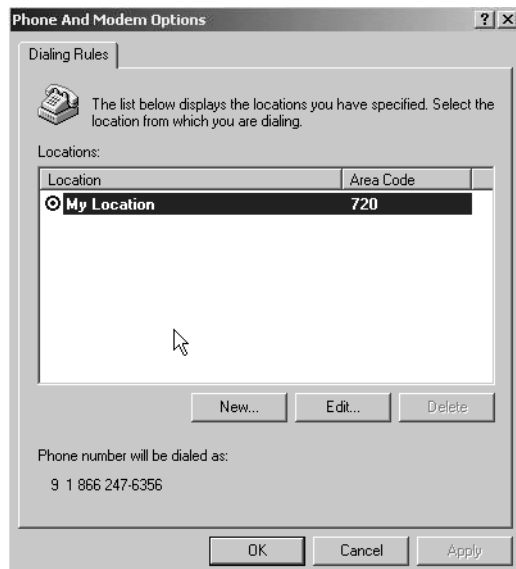 Phone And Modem Options ? X
Dialing Rules
The list below displays the locations you have specified. Select the
location from which you are dialing.
Locations:
Location Area Code
My Location 720
New... Edit... Delete
Phone number will be dialed as:
9 1 866 247-6356
OK Cancel Apply